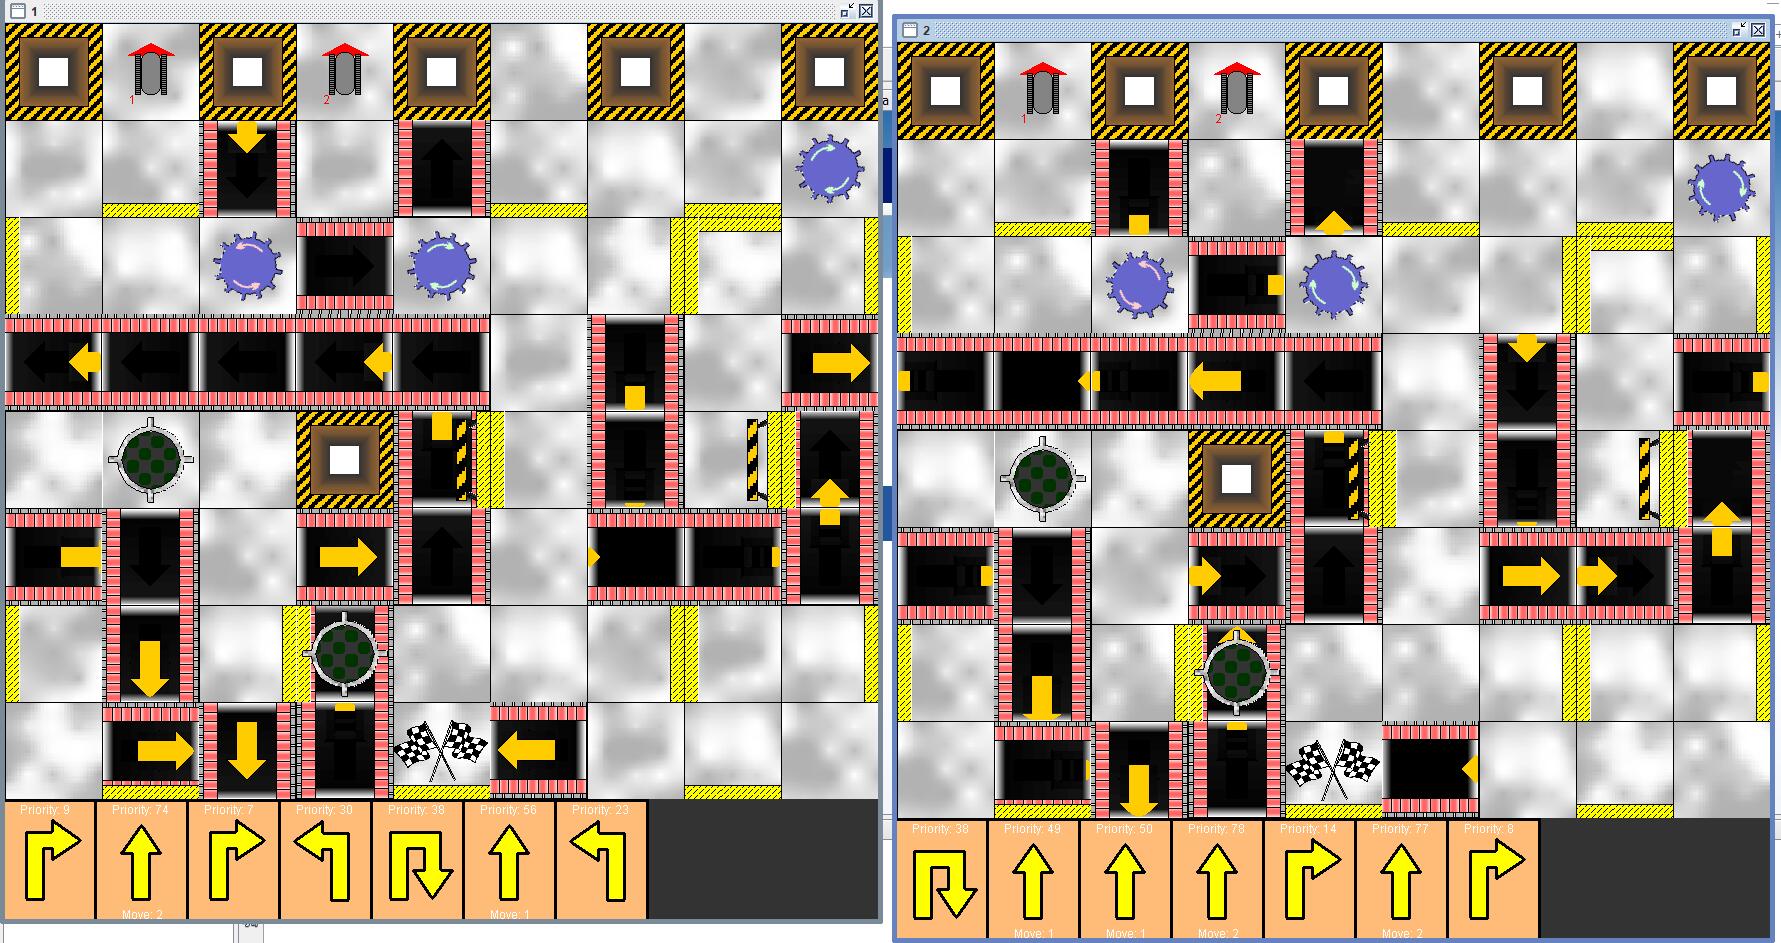 1
1
2
Priority: 9
Priority: 74
Priority: 7
Priority: 30
Priority: 38
Priority: 56
Priority: 23
Move: 2
Move: 1
2
1
2
Priority: 38
Priority: 49
Priority: 50
Priority: 78
Priority: 14
Priority: 77
Priority: 8
Move: 1
Move: 1
Move: 2
Move: 2